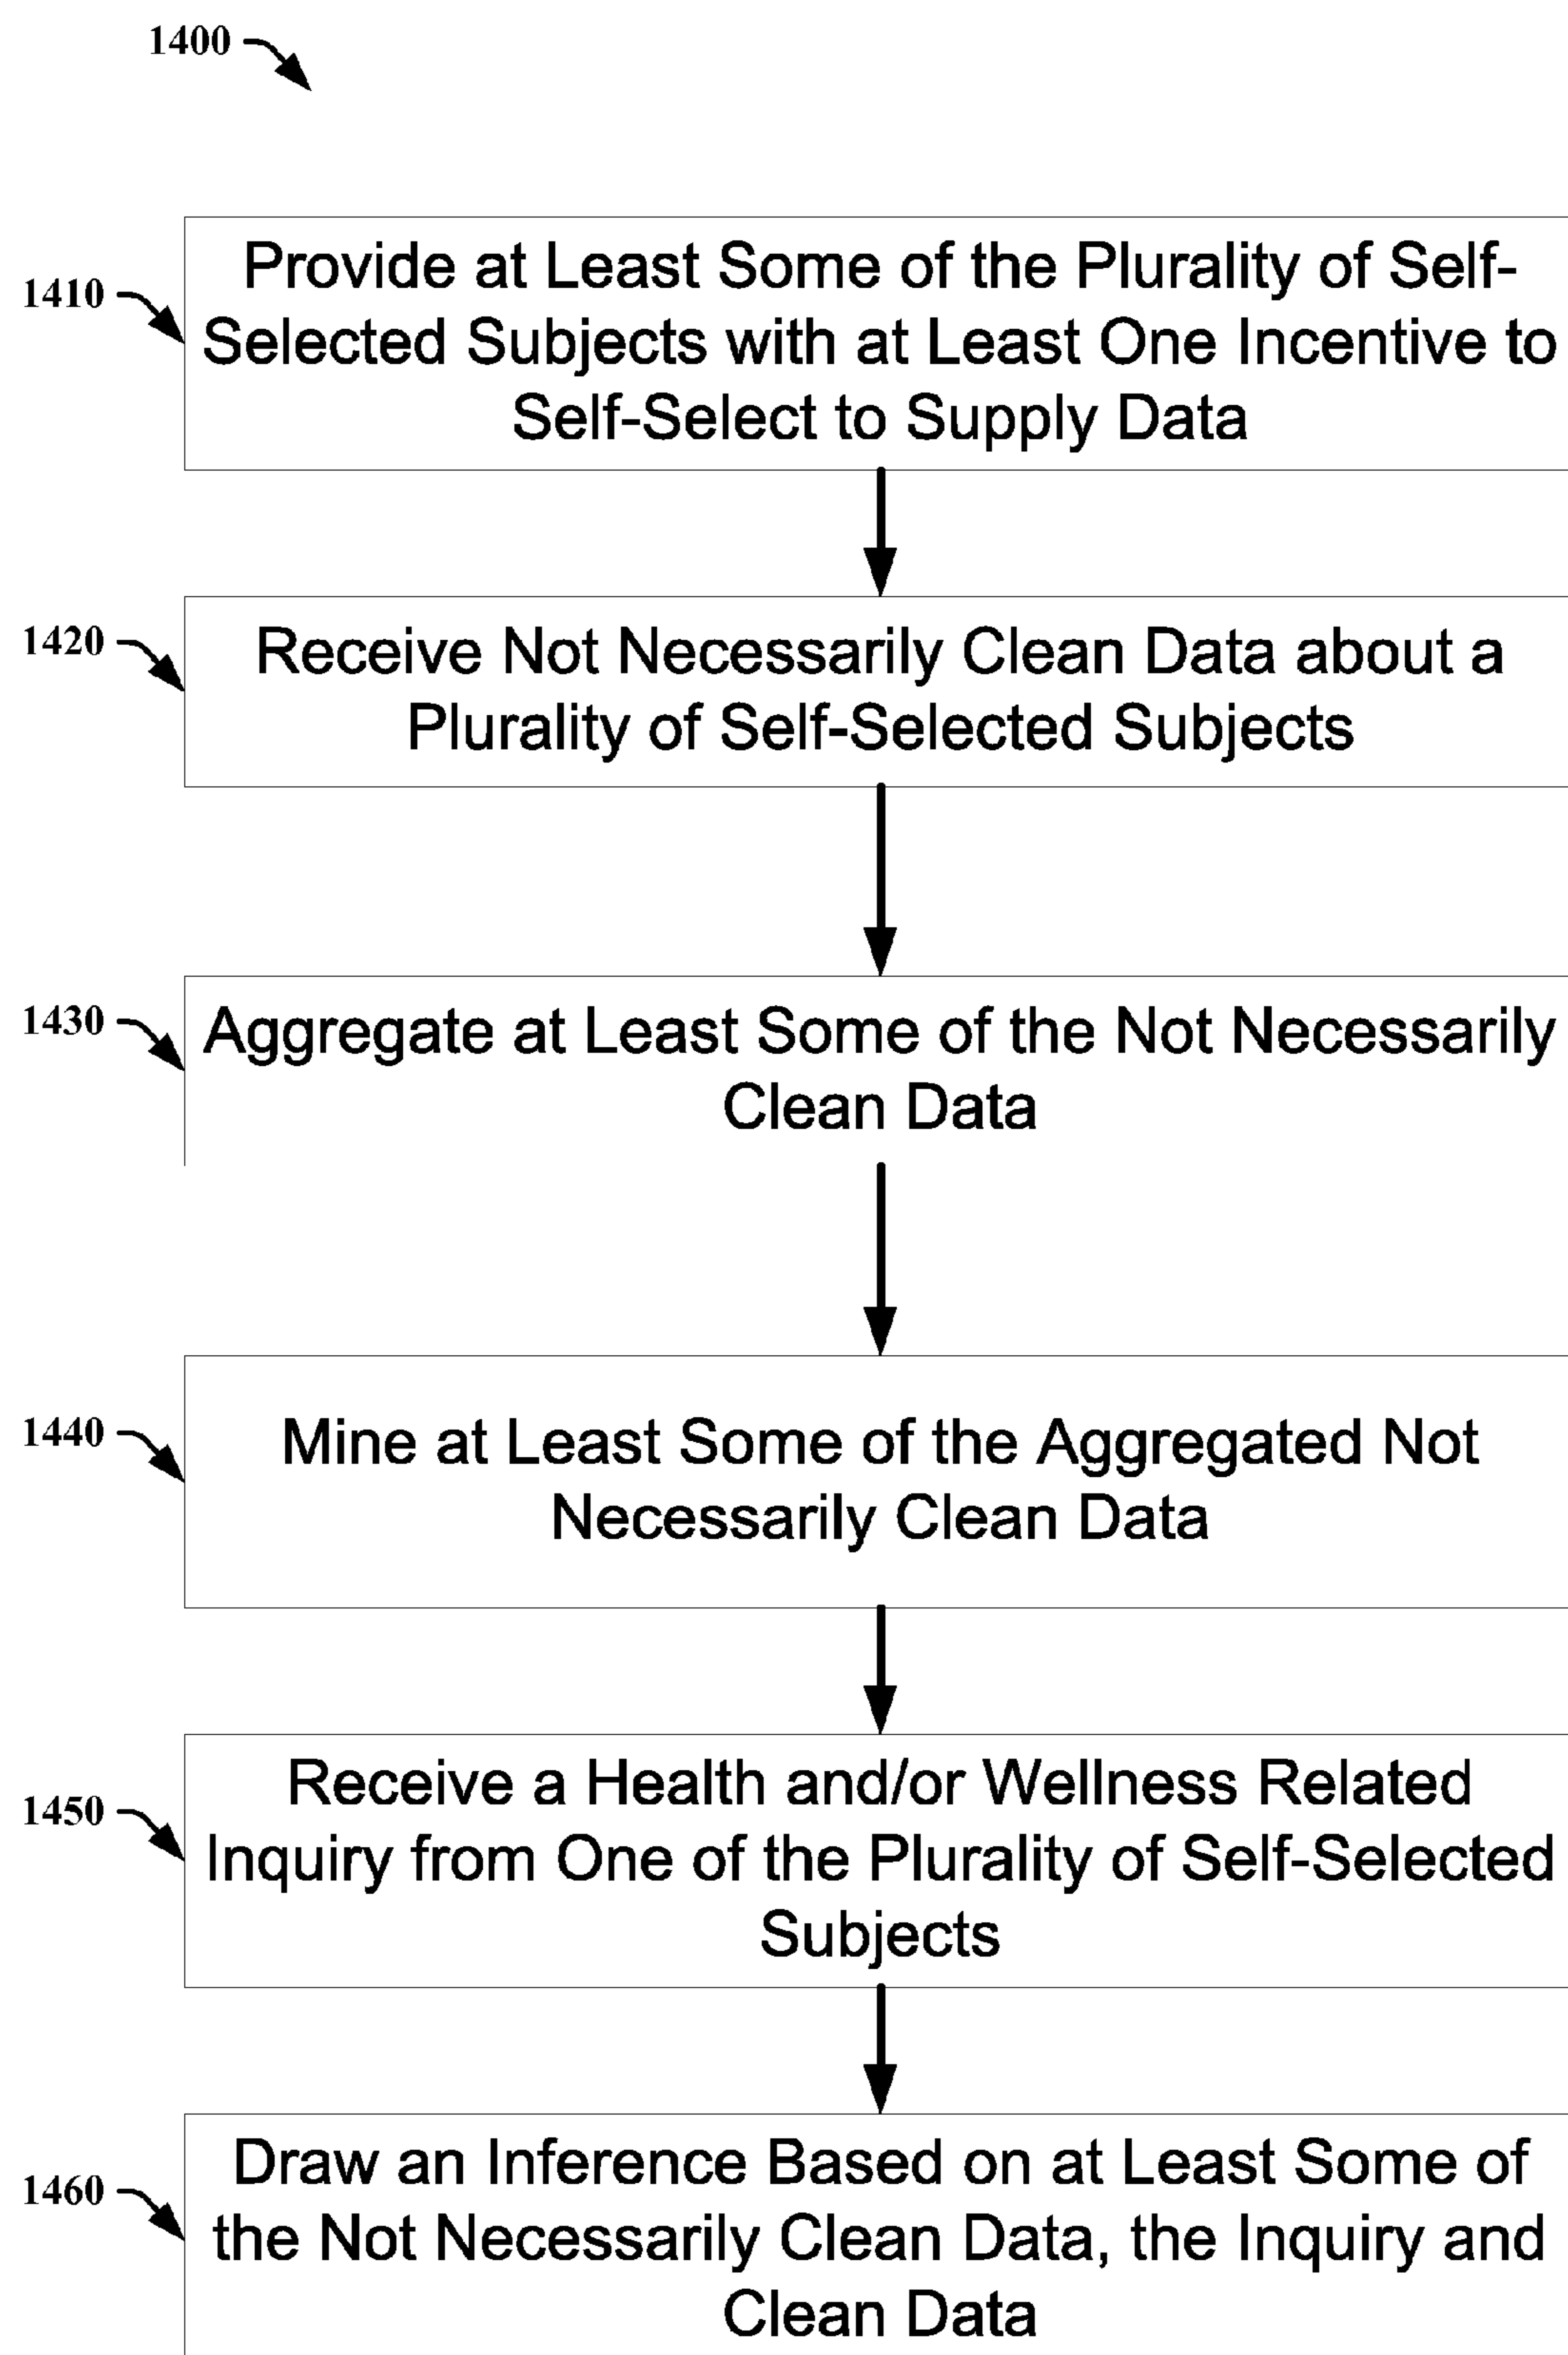 1400
1410
Provide at Least Some of the Plurality of Self-
Selected Subjects with at Least One Incentive to
Self-Select to Supply Data
1420
Receive Not Necessarily Clean Data about a
Plurality of Self-Selected Subjects
1430
Aggregate at Least Some of the Not Necessarily
Clean Data
1440
Mine at Least Some of the Aggregated Not
Necessarily Clean Data
1450
Receive a Health and/or Wellness Related
Inquiry from One of the Plurality of Self-Selected
Subjects
1460
Draw an Inference Based on at Least Some of
the Not Necessarily Clean Data, the Inquiry and
Clean Data